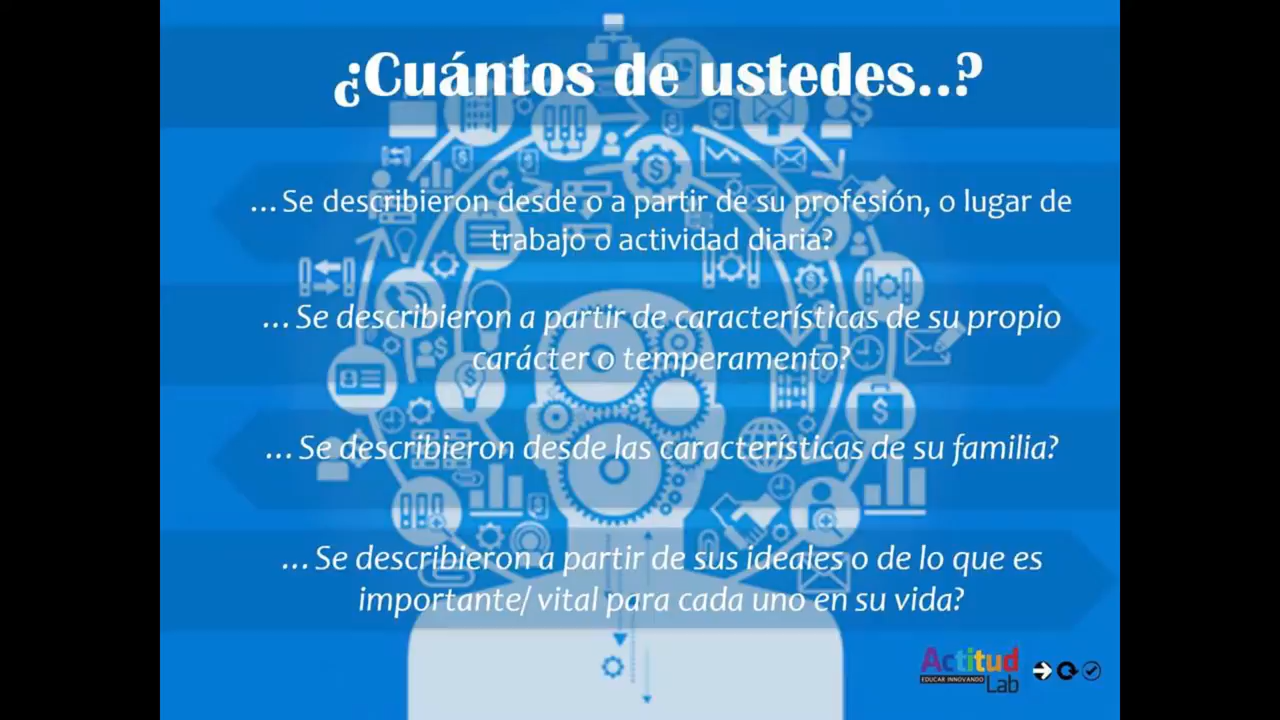 ¿Cuántos de ustedes..?
...Se describieron desde o a partir de su profesión, o lugar de
trabajo o actividad diaria?
...Se describieron a partir de características de su propio
carácter o temperamento?
...Se describieron desde las características de su familia?
...Se describieron a partir de sus ideales o de lo que es
importante/ vital para cada uno en su vida?
Actitud
EDUCAR INNOVANDO
Lab